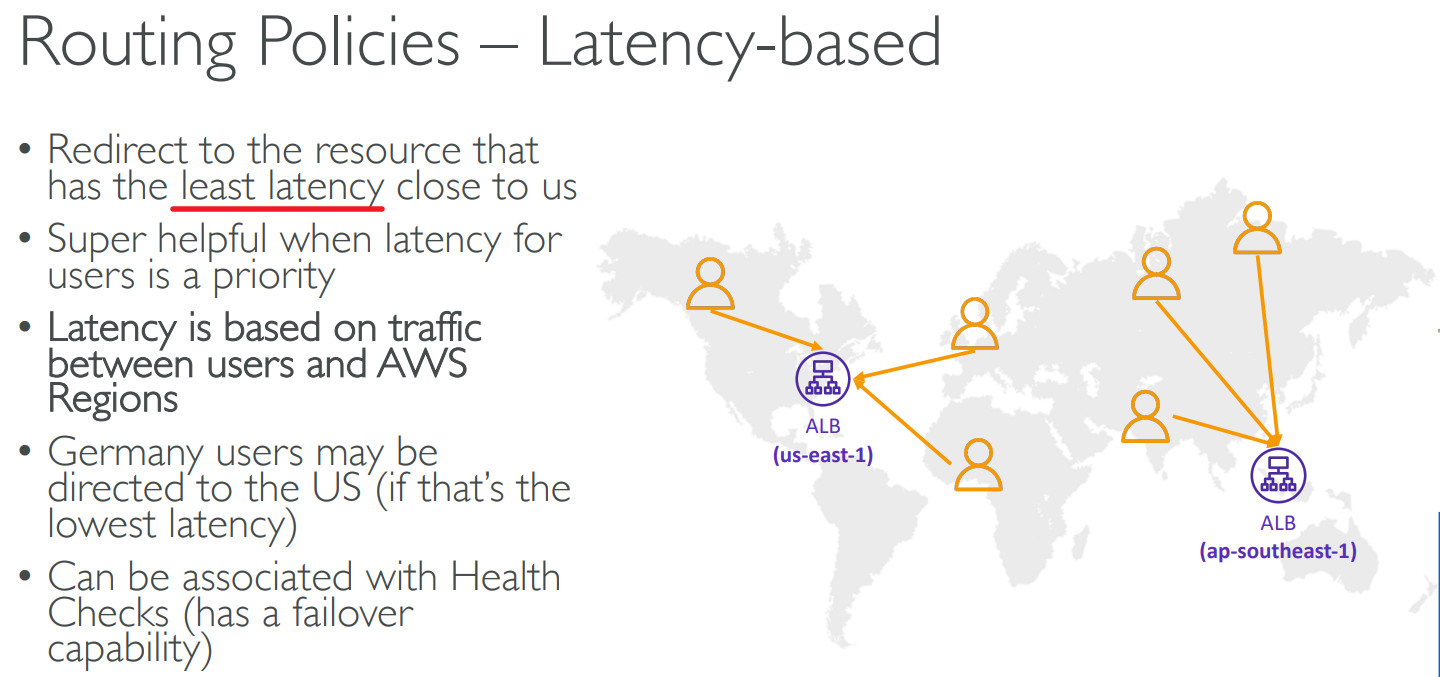 Routing Policies – Latency-based
• Redirect to the resource that
has the least latency close to us
• Super helpful when latency for
users is a priority
• Latency is based on traffic
between users and AWS
Regions
• Germany users may be
directed to the US (if that's the
lowest latency)
• Can be associated with Health
Checks (has a failover
capability)
ALB
(us-east-1)
ALB
(ap-southeast-1)